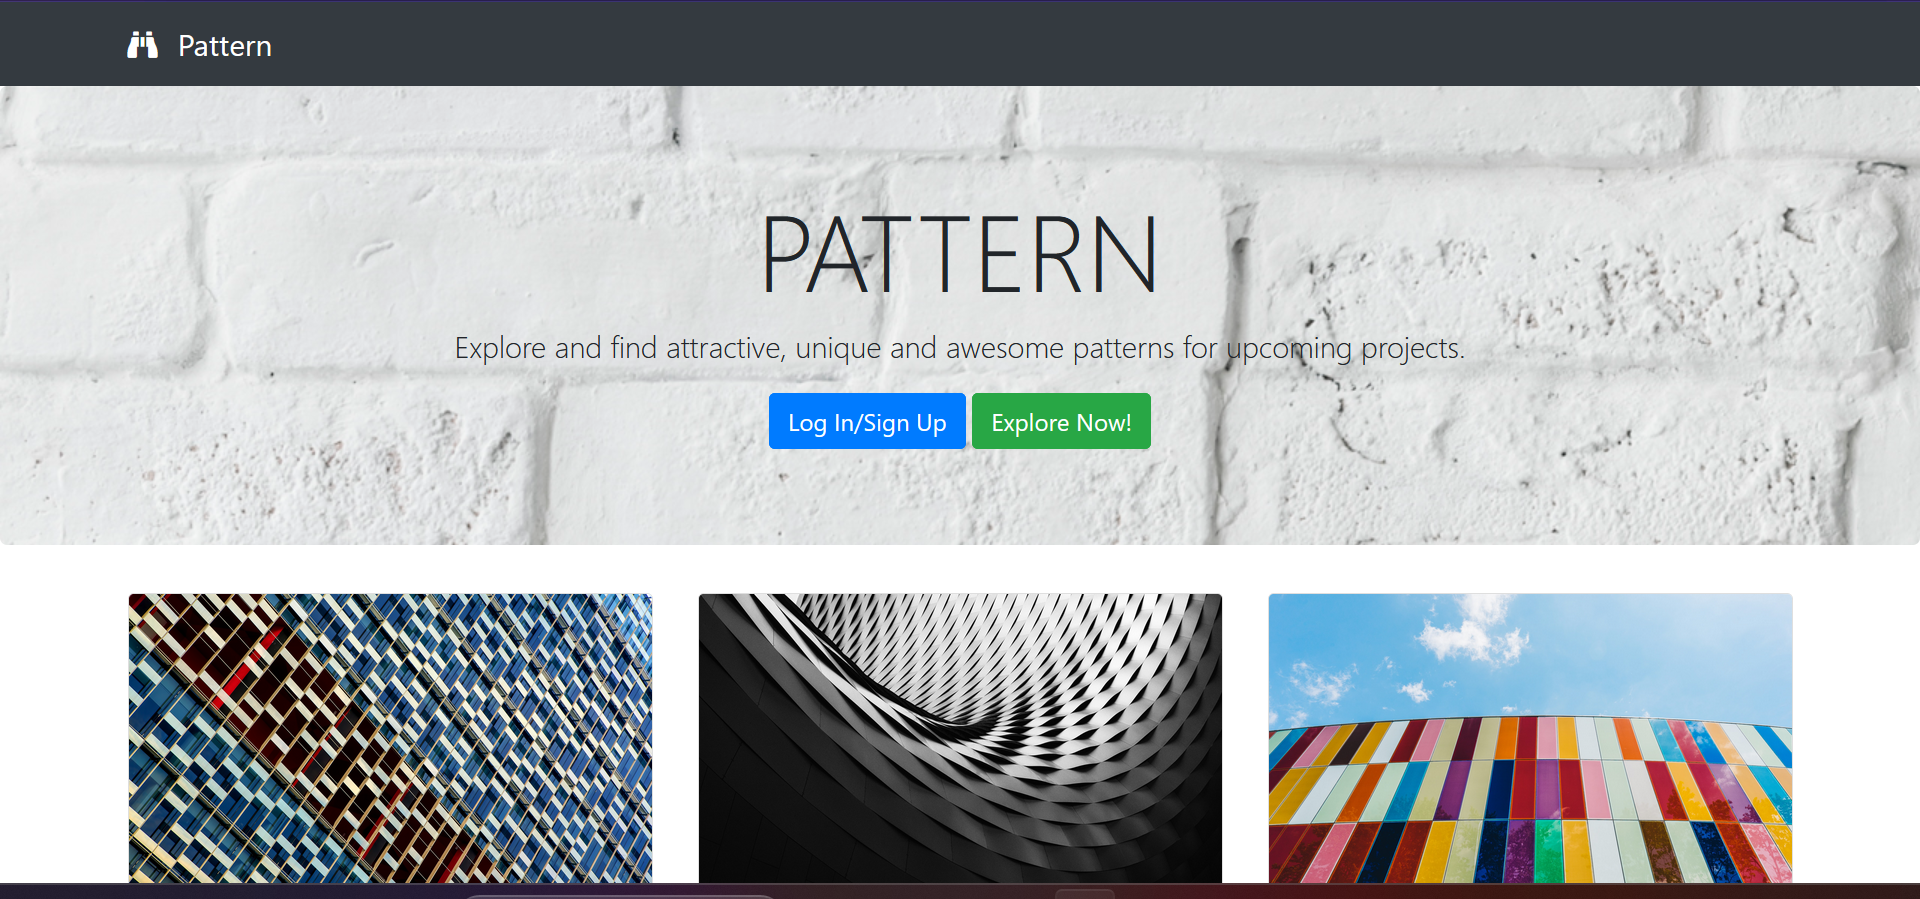 Pattern
PATTERN
Explore and find attractive, unique and awesome patterns for upcoming projects.
Log In/Sign Up
Explore Now!